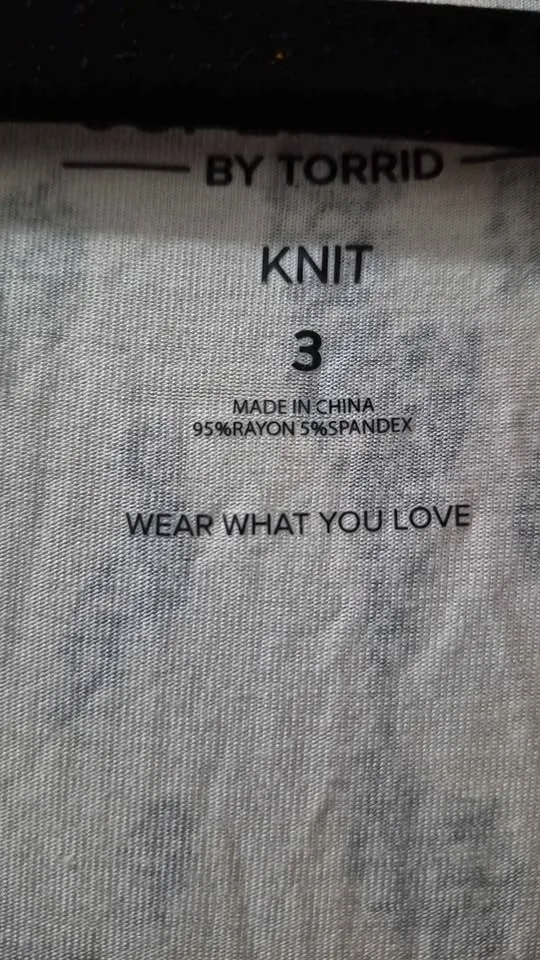 BY TORRID
KNIT
3
MADE IN CHINA
95%RAYON 5%SPANDEX
WEAR WHAT YOU LOVE